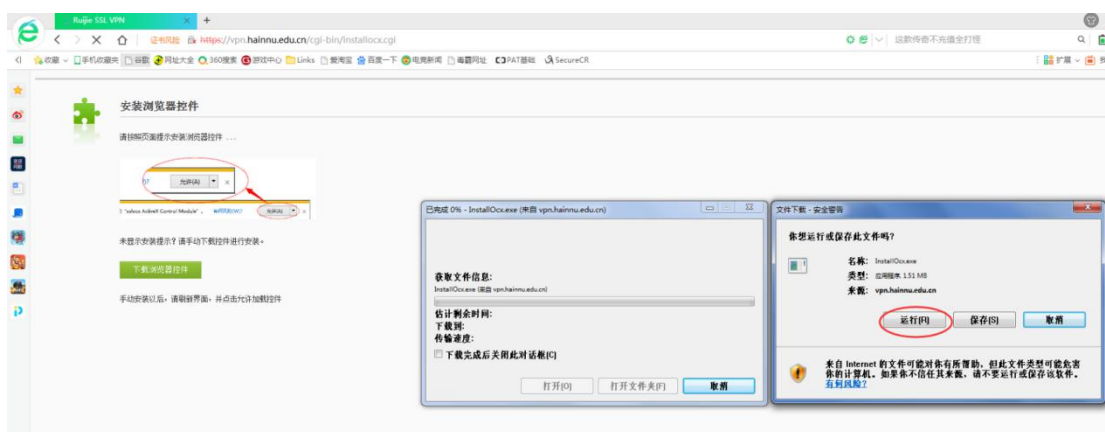 Ruijie SSL VPN
证书风险 https://vpn.hainnu.edu.cn/cgi-bin/installocx.cgi
这款传奇不充值全打怪
收藏 手机收藏夹 谷歌 网址大全 360搜索 游戏中心 Links 爱淘宝 百度一下 电竞新闻 毒霸网址 PAT基础 SecureCR 扩展
安装浏览器控件
请按照页面提示安装浏览器控件 ...
允许(A)
有何风险(W)? 允许(A)
未显示安装提示？请手动下载控件进行安装。
下载浏览器控件
手动安装以后，请刷新界面，并点击允许加载控件
已完成 0% - InstallOcx.exe (来自 vpn.hainnu.edu.cn)
获取文件信息:
InstallOcx.exe (来自 vpn.hainnu.edu.cn)
估计剩余时间:
下载到:
传输速度:
下载完成后关闭此对话框(C)
打开(O) 打开文件夹(F) 取消
文件下载 - 安全警告
你想运行或保存此文件吗?
名称: InstallOcx.exe
类型: 应用程序, 1.51 MB
来源: vpn.hainnu.edu.cn
运行(R) 保存(S) 取消
来自 Internet 的文件可能对你有所帮助，但此文件类型可能危害
你的计算机。如果你不信任其来源，请不要运行或保存该软件。
有何风险?